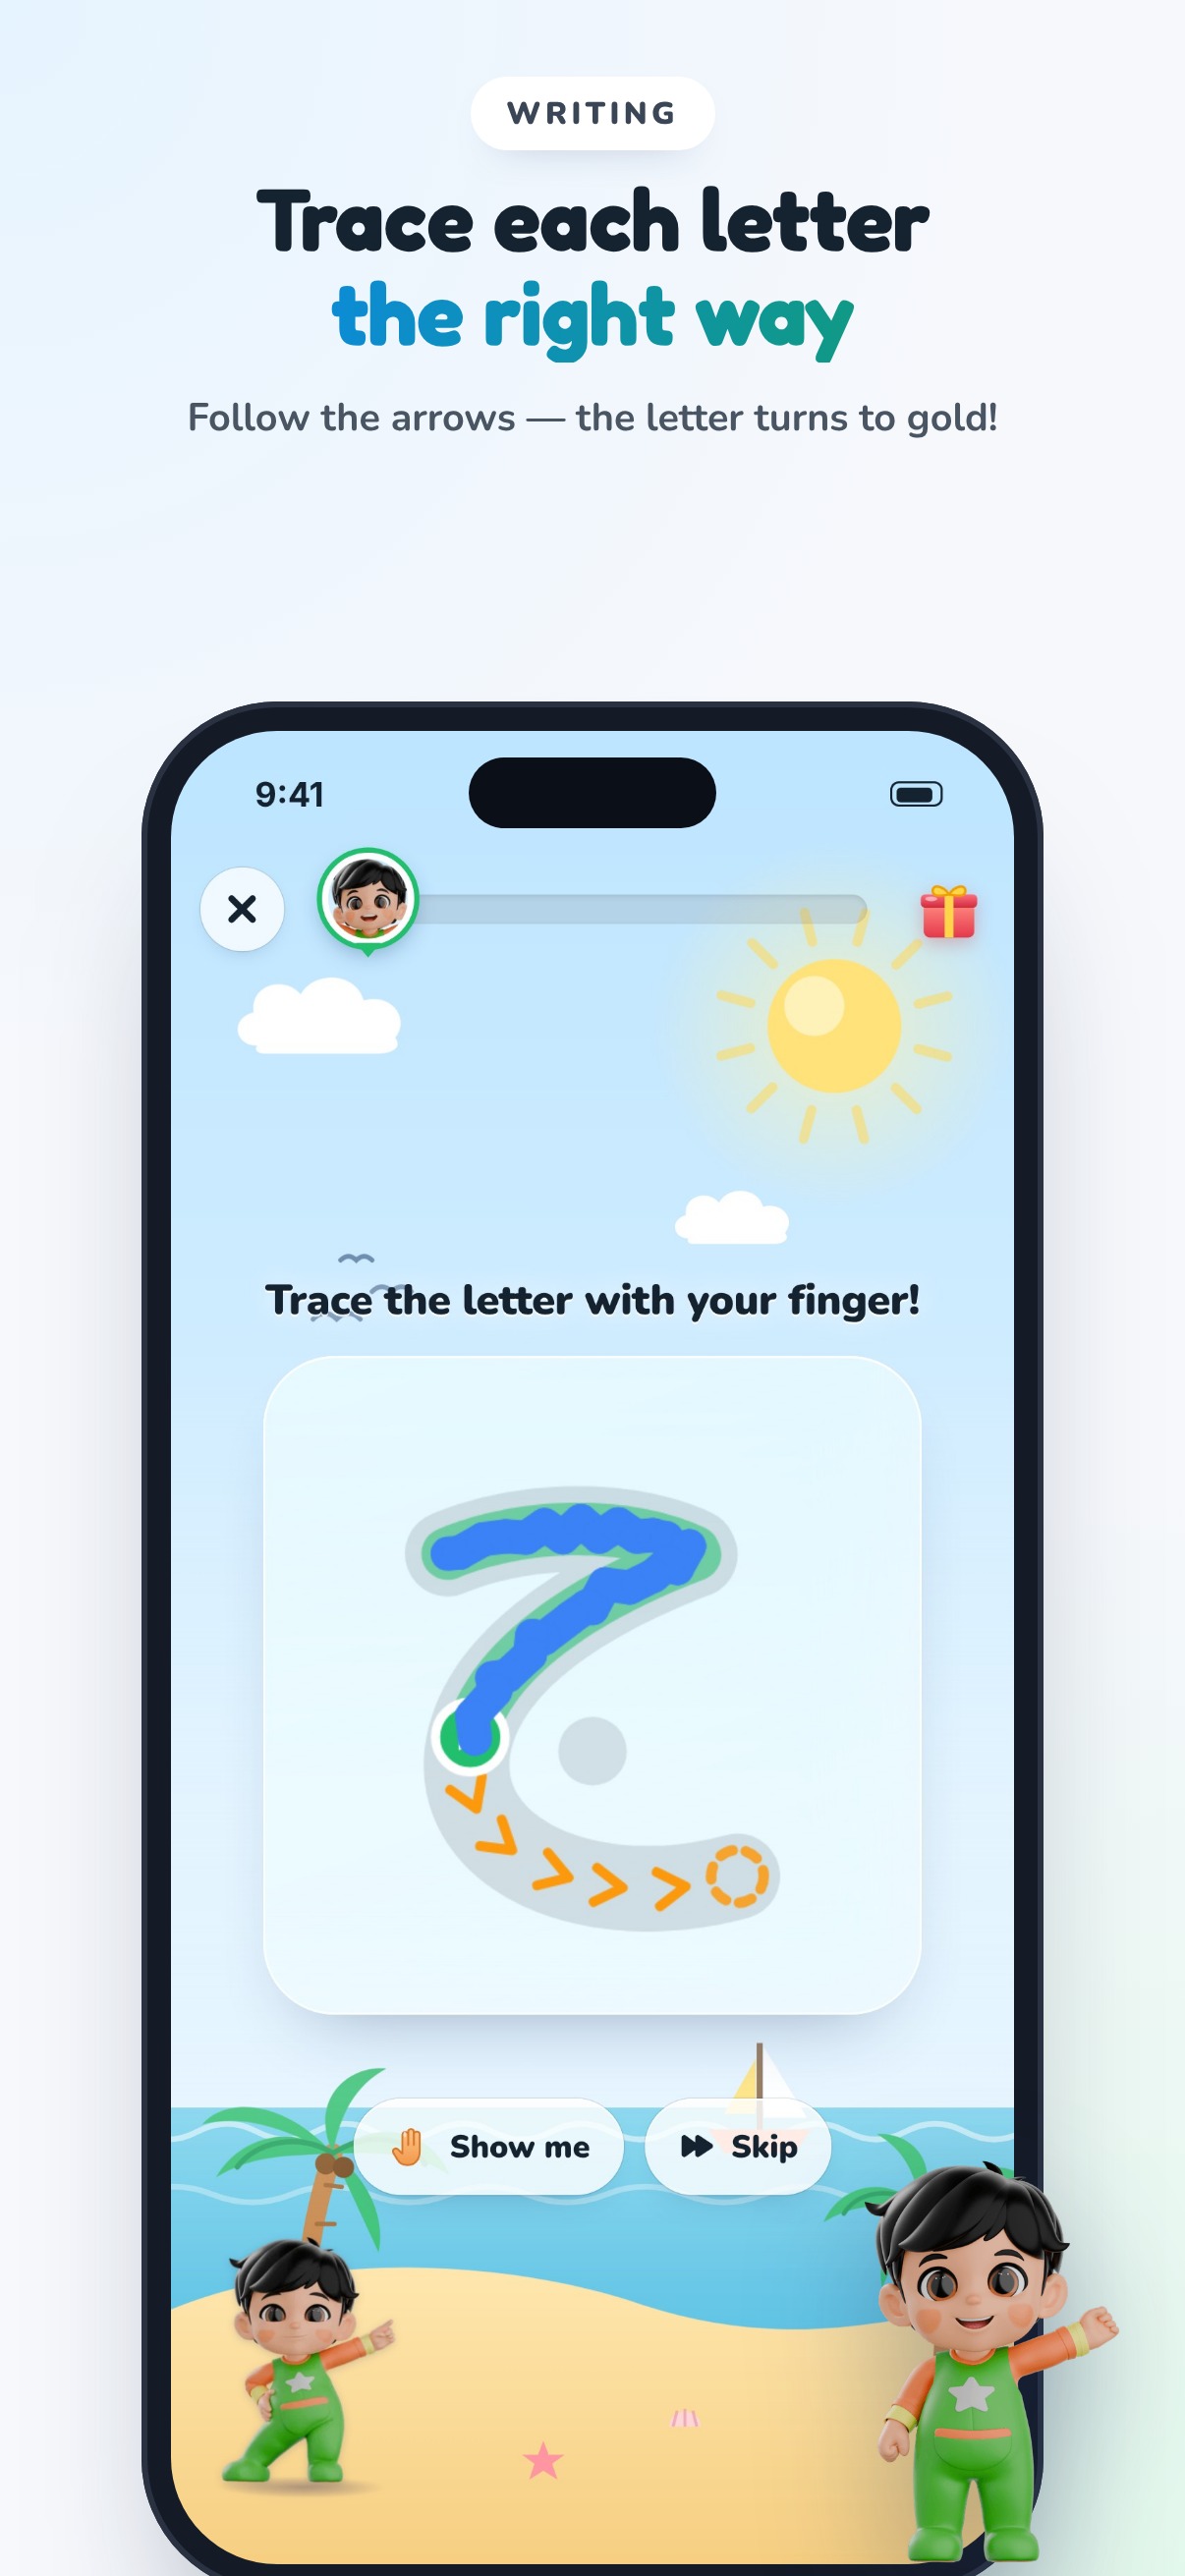 WRITING
Trace each letter
the right way
Follow the arrows — the letter turns to gold!
9:41
Trace the letter with your finger!
ج
Show me
Skip